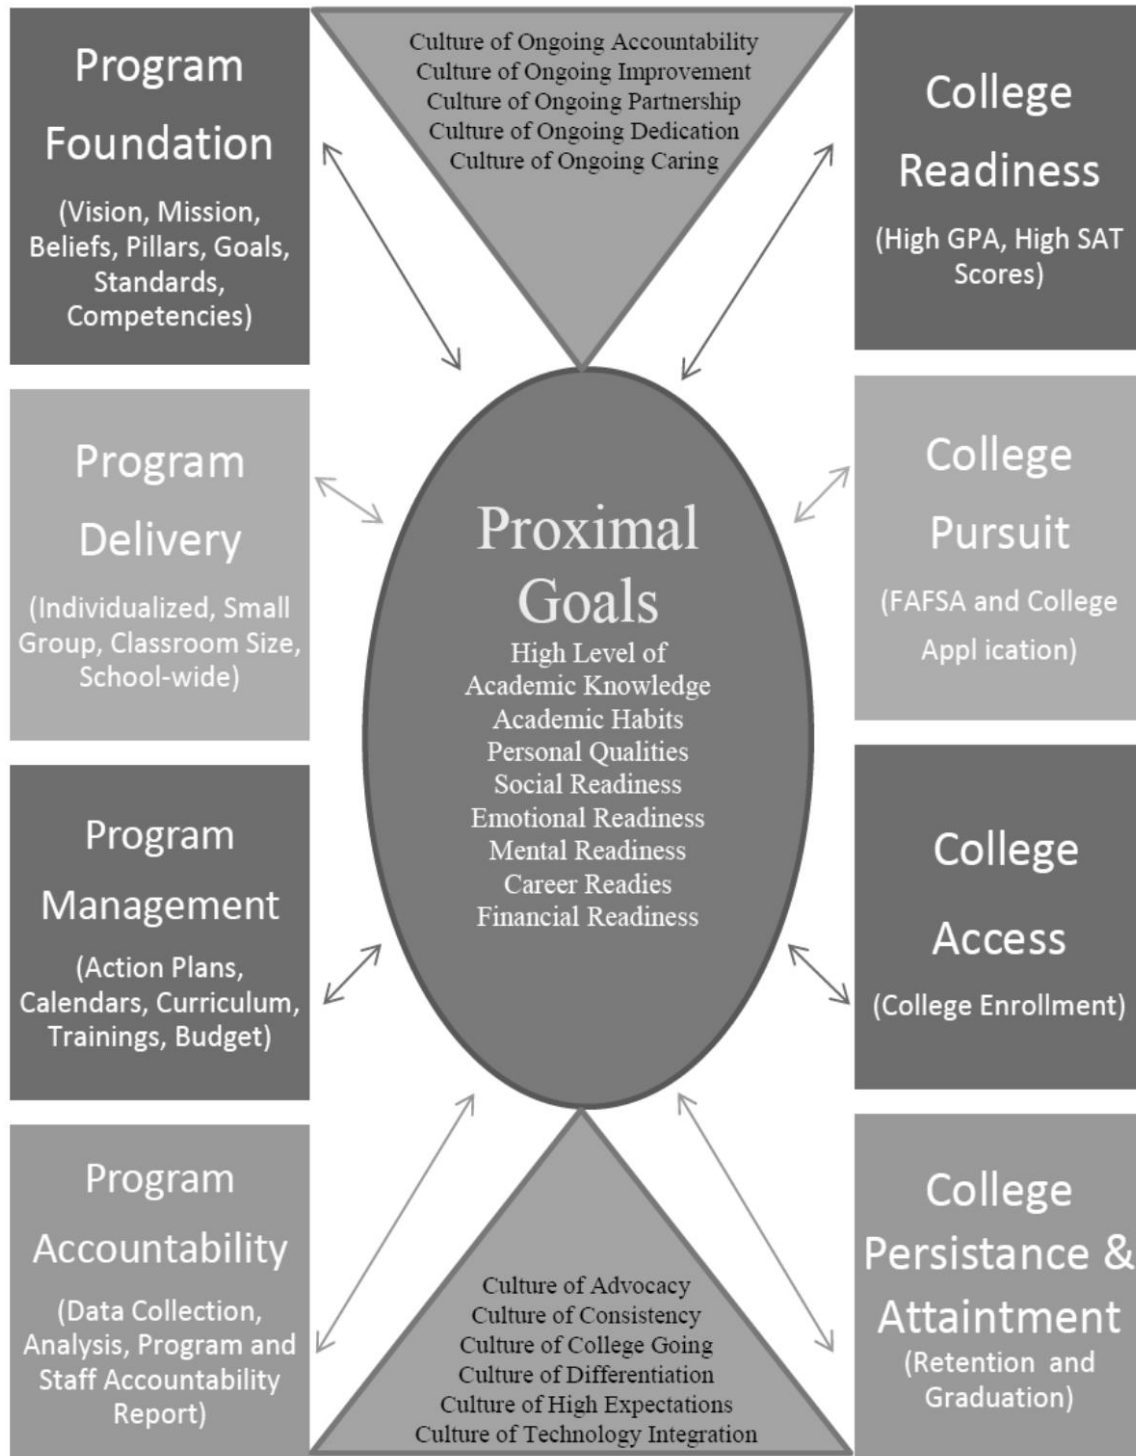 Program
Foundation
(Vision, Mission,
Beliefs, Pillars, Goals,
Standards,
Competencies)
Culture of Ongoing Accountability
Culture of Ongoing Improvement
Culture of Ongoing Partnership
Culture of Ongoing Dedication
Culture of Ongoing Caring
College
Readiness
(High GPA, High SAT
Scores)
Program
Delivery
(Individualized, Small
Group, Classroom Size,
School-wide)
Proximal
Goals
High Level of
Academic Knowledge
Academic Habits
Personal Qualities
Social Readiness
Emotional Readiness
Mental Readiness
Career Readies
Financial Readiness
College
Pursuit
(FAFSA and College
Appl ication)
Program
Management
(Action Plans,
Calendars, Curriculum,
Trainings, Budget)
College
Access
(College Enrollment)
Program
Accountability
(Data Collection,
Analysis, Program and
Staff Accountability
Report)
Culture of Advocacy
Culture of Consistency
Culture of College Going
Culture of Differentiation
Culture of High Expectations
Culture of Technology Integration
College
Persistance &
Attaintment
(Retention and
Graduation)